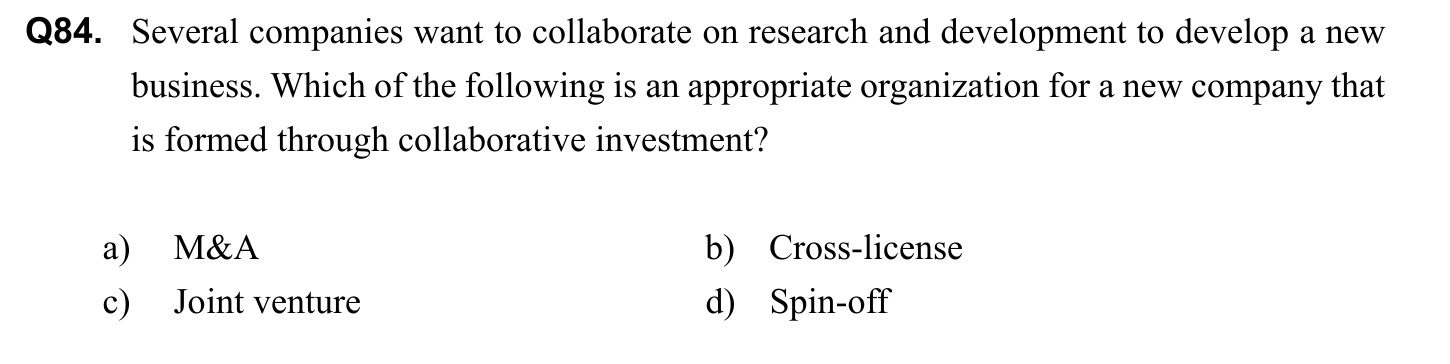 Q84. Several companies want to collaborate on research and development to develop a new
business. Which of the following is an appropriate organization for a new company that
is formed through collaborative investment?
a) M&A b) Cross-license
c) Joint venture d) Spin-off